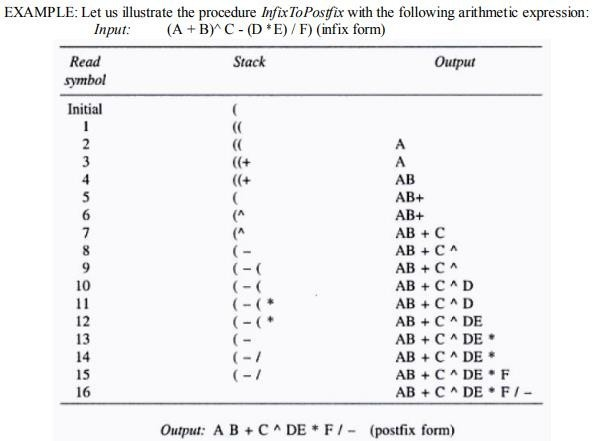 EXAMPLE: Let us illustrate the procedure InfixToPostfix with the following arithmetic expression:
Input: (A + B)^ C - (D * E) / F) (infix form)
Read symbol Stack Output
Initial (
1 ((
2 (( A
3 ((+ A
4 ((+ AB
5 ( AB+
6 (^ AB+
7 (^ AB + C
8 ( – AB + C ^
9 ( – ( AB + C ^
10 ( – ( AB + C ^ D
11 ( – ( * AB + C ^ D
12 ( – ( * AB + C ^ DE
13 ( – AB + C ^ DE *
14 ( – / AB + C ^ DE *
15 ( – / AB + C ^ DE * F
16 AB + C ^ DE * F / –
Output: A B + C ^ DE * F / – (postfix form)